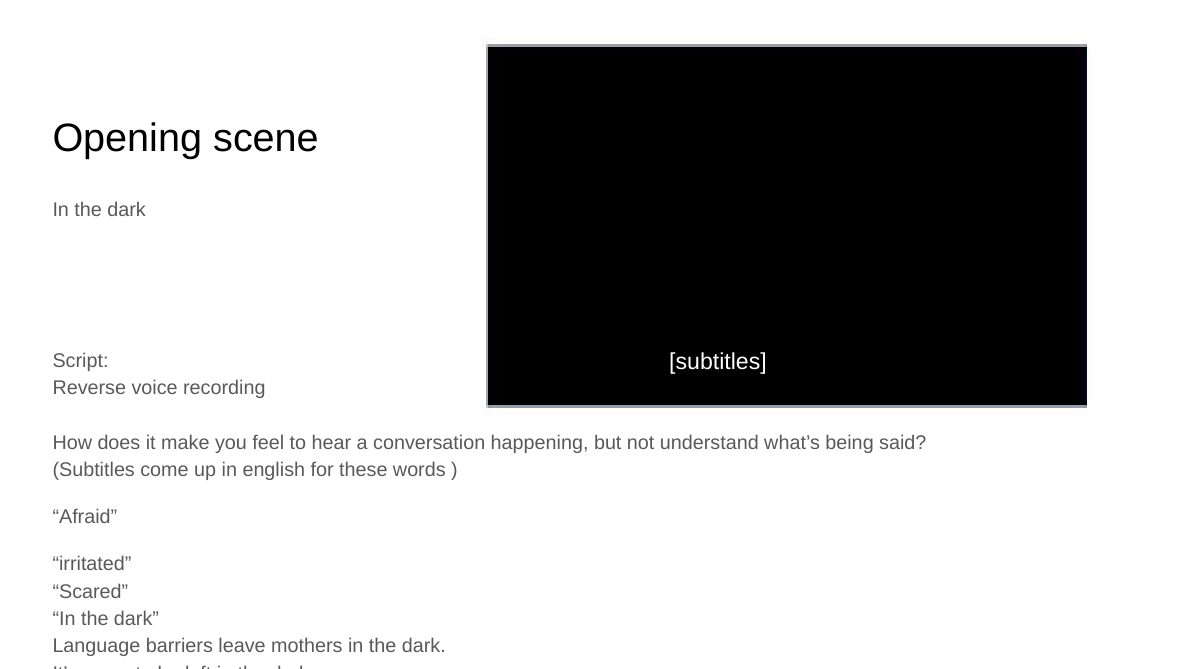 Opening scene
In the dark
[subtitles]
Script:
Reverse voice recording
How does it make you feel to hear a conversation happening, but not understand what’s being said?
(Subtitles come up in english for these words )
“Afraid”
“irritated”
“Scared”
“In the dark”
Language barriers leave mothers in the dark.